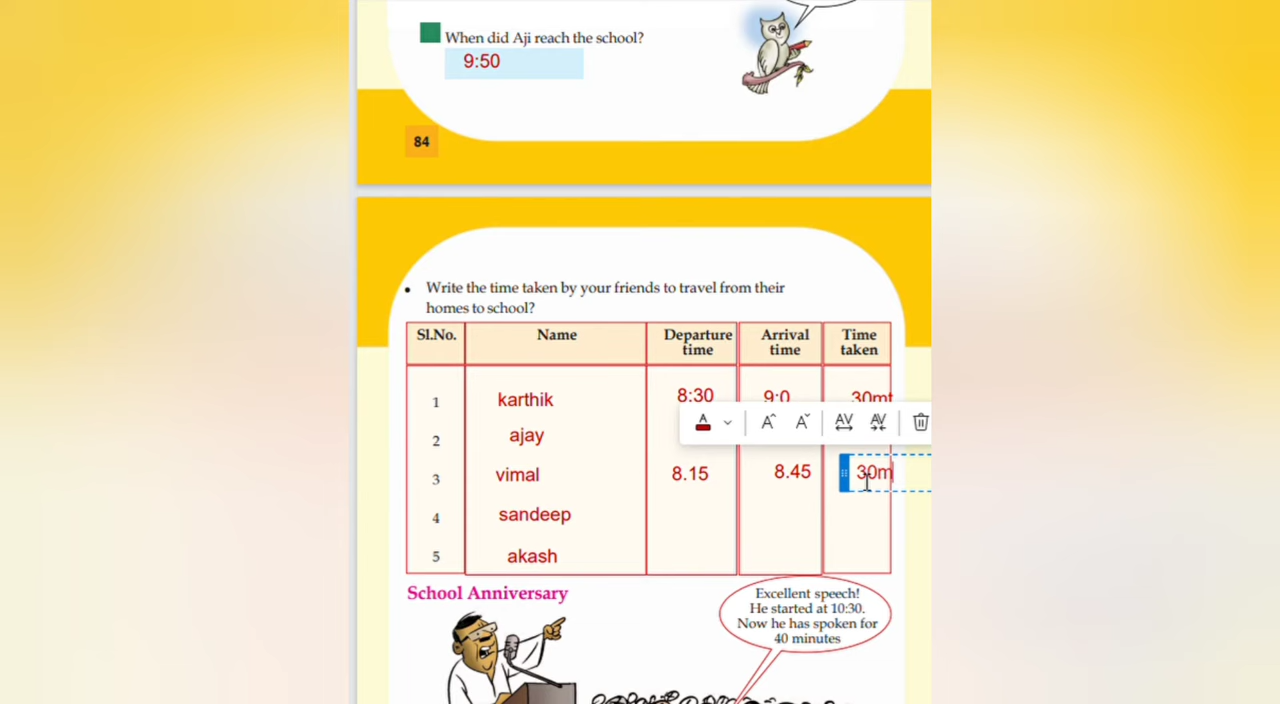 When did Aji reach the school?
9:50
84
• Write the time taken by your friends to travel from their
homes to school?
Sl.No. Name Departure time Arrival time Time taken
1 karthik 8:30 9:0 30mt
2 ajay
3 vimal 8.15 8.45 30m
4 sandeep
5 akash
School Anniversary
Excellent speech!
He started at 10:30.
Now he has spoken for
40 minutes